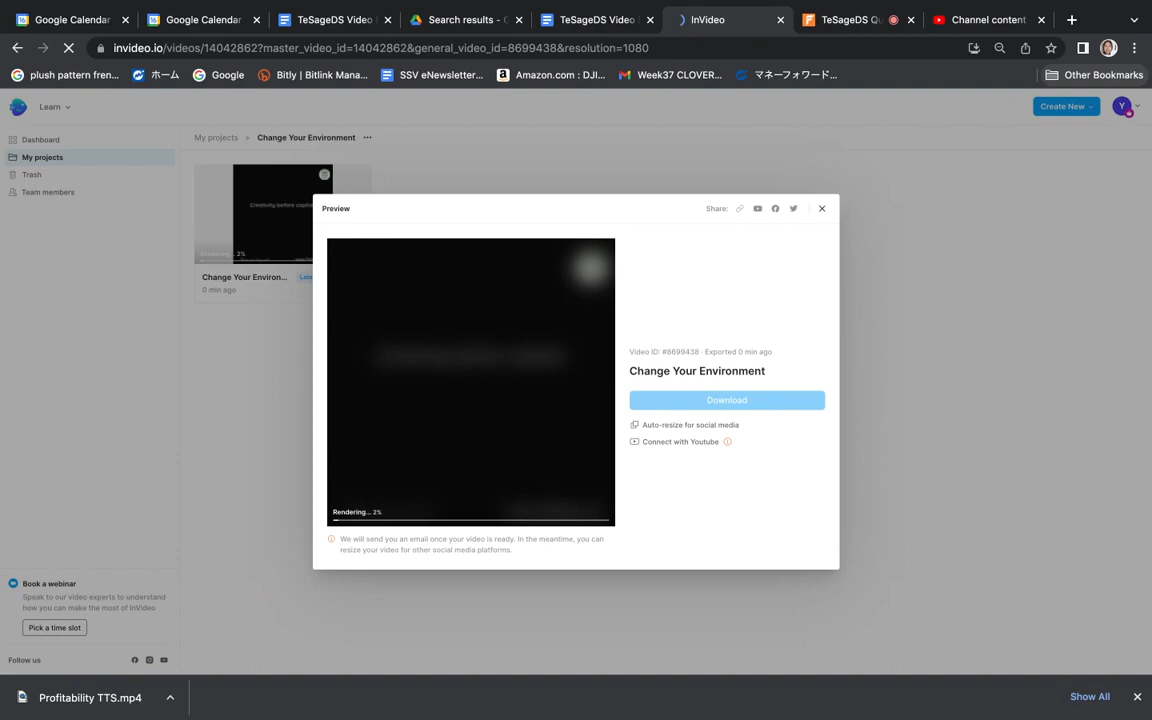 Google Calendar
Google Calendar
TeSageDS Video
Search results - G
TeSageDS Video
InVideo
TeSageDS Qu
Channel content
invideo.io/videos/14042862?master_video_id=14042862&general_video_id=8699438&resolution=1080
plush pattern fren...
ホーム
Google
Bitly | Bitlink Mana...
SSV eNewsletter...
Amazon.com : DJI...
Week37 CLOVER...
マネーフォワード...
Other Bookmarks
Learn
Create New
Y
Dashboard
My projects
Trash
Team members
My projects > Change Your Environment ...
Creativity before capital
Rendering... 2%
Change Your Environ...
0 min ago
Preview
Share:
Rendering... 2%
We will send you an email once your video is ready. In the meantime, you can
resize your video for other social media platforms.
Video ID: #8699438 · Exported 0 min ago
Change Your Environment
Download
Auto-resize for social media
Connect with Youtube
Book a webinar
Speak to our video experts to understand
how you can make the most of InVideo
Pick a time slot
Follow us
Profitability TTS.mp4
Show All